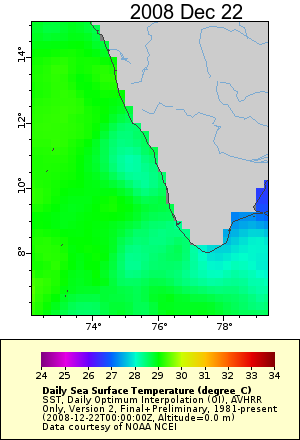 2008 Dec 22
14°
12°
10°
8°
74°
76°
78°
24 25 26 27 28 29 30 31 32 33 34
Daily Sea Surface Temperature (degree_C)
SST, Daily Optimum Interpolation (OI), AVHRR
Only, Version 2, Final+Preliminary, 1981-present
(2008-12-22T00:00:00Z, Altitude=0.0 m)
Data courtesy of NOAA NCEI